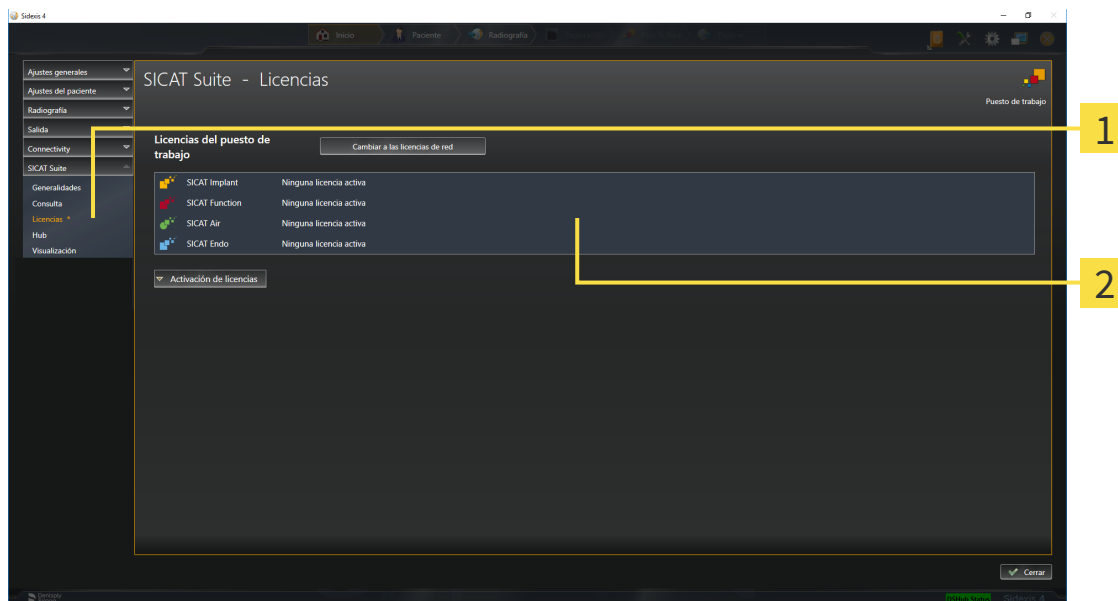 Sidexis 4
Inicio
Paciente
Radiografía
Ajustes generales
Ajustes del paciente
Radiografía
Salida
Connectivity
SICAT Suite
Generalidades
Consulta
Licencias *
Hub
Visualización
SICAT Suite - Licencias
Puesto de trabajo
Licencias del puesto de
trabajo
Cambiar a las licencias de red
SICAT Implant Ninguna licencia activa
SICAT Function Ninguna licencia activa
SICAT Air Ninguna licencia activa
SICAT Endo Ninguna licencia activa
Activación de licencias
1
2
Cerrar
Dentsply
Sirona
Sidexis 4